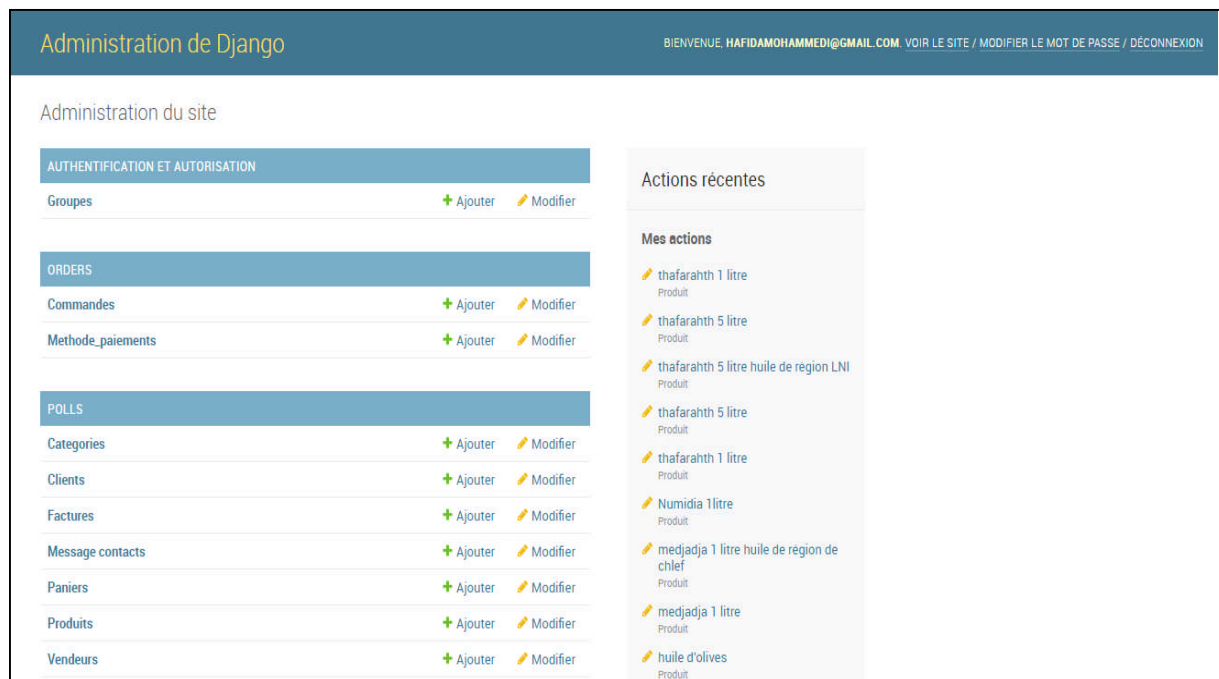 Administration de Django
BIENVENUE, HAFIDAMOHAMMEDI@GMAIL.COM. VOIR LE SITE / MODIFIER LE MOT DE PASSE / DÉCONNEXION
Administration du site
AUTHENTIFICATION ET AUTORISATION
Groupes Ajouter Modifier
ORDERS
Commandes Ajouter Modifier
Methode_paiements Ajouter Modifier
POLLS
Categories Ajouter Modifier
Clients Ajouter Modifier
Factures Ajouter Modifier
Message contacts Ajouter Modifier
Paniers Ajouter Modifier
Produits Ajouter Modifier
Vendeurs Ajouter Modifier
Actions récentes
Mes actions
thafarahth 1 litre
Produit
thafarahth 5 litre
Produit
thafarahth 5 litre huile de région LNI
Produit
thafarahth 5 litre
Produit
thafarahth 1 litre
Produit
Numidia 1litre
Produit
medjadja 1 litre huile de région de
chlef
Produit
medjadja 1 litre
Produit
huile d'olives
Produit